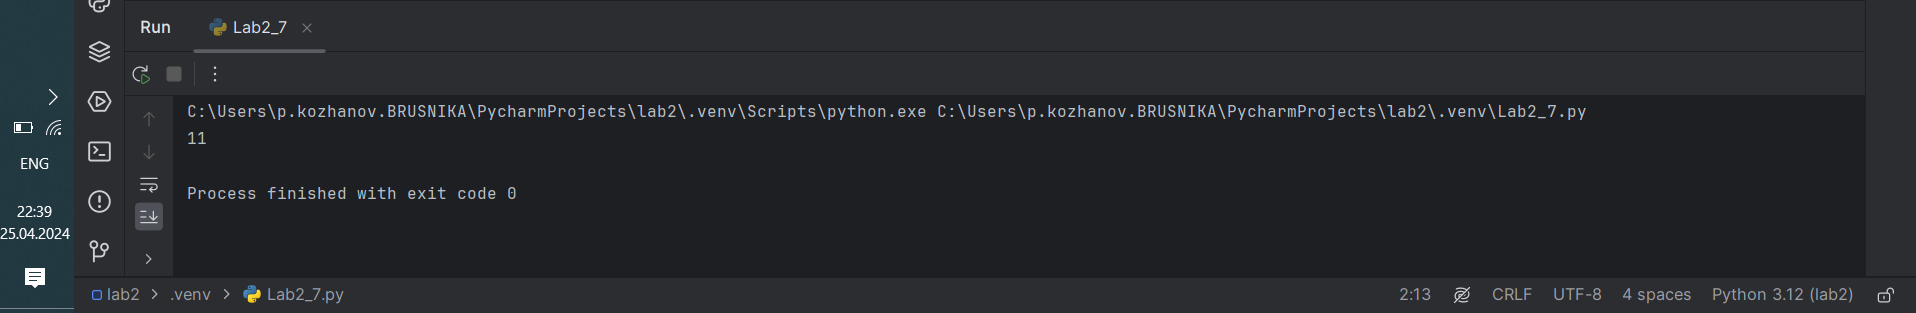 Run Lab2_7
C:\Users\p.kozhanov.BRUSNIKA\PycharmProjects\lab2\.venv\Scripts\python.exe C:\Users\p.kozhanov.BRUSNIKA\PycharmProjects\lab2\.venv\Lab2_7.py
11
Process finished with exit code 0
ENG
22:39
25.04.2024
lab2 > .venv > Lab2_7.py 2:13 CRLF UTF-8 4 spaces Python 3.12 (lab2)